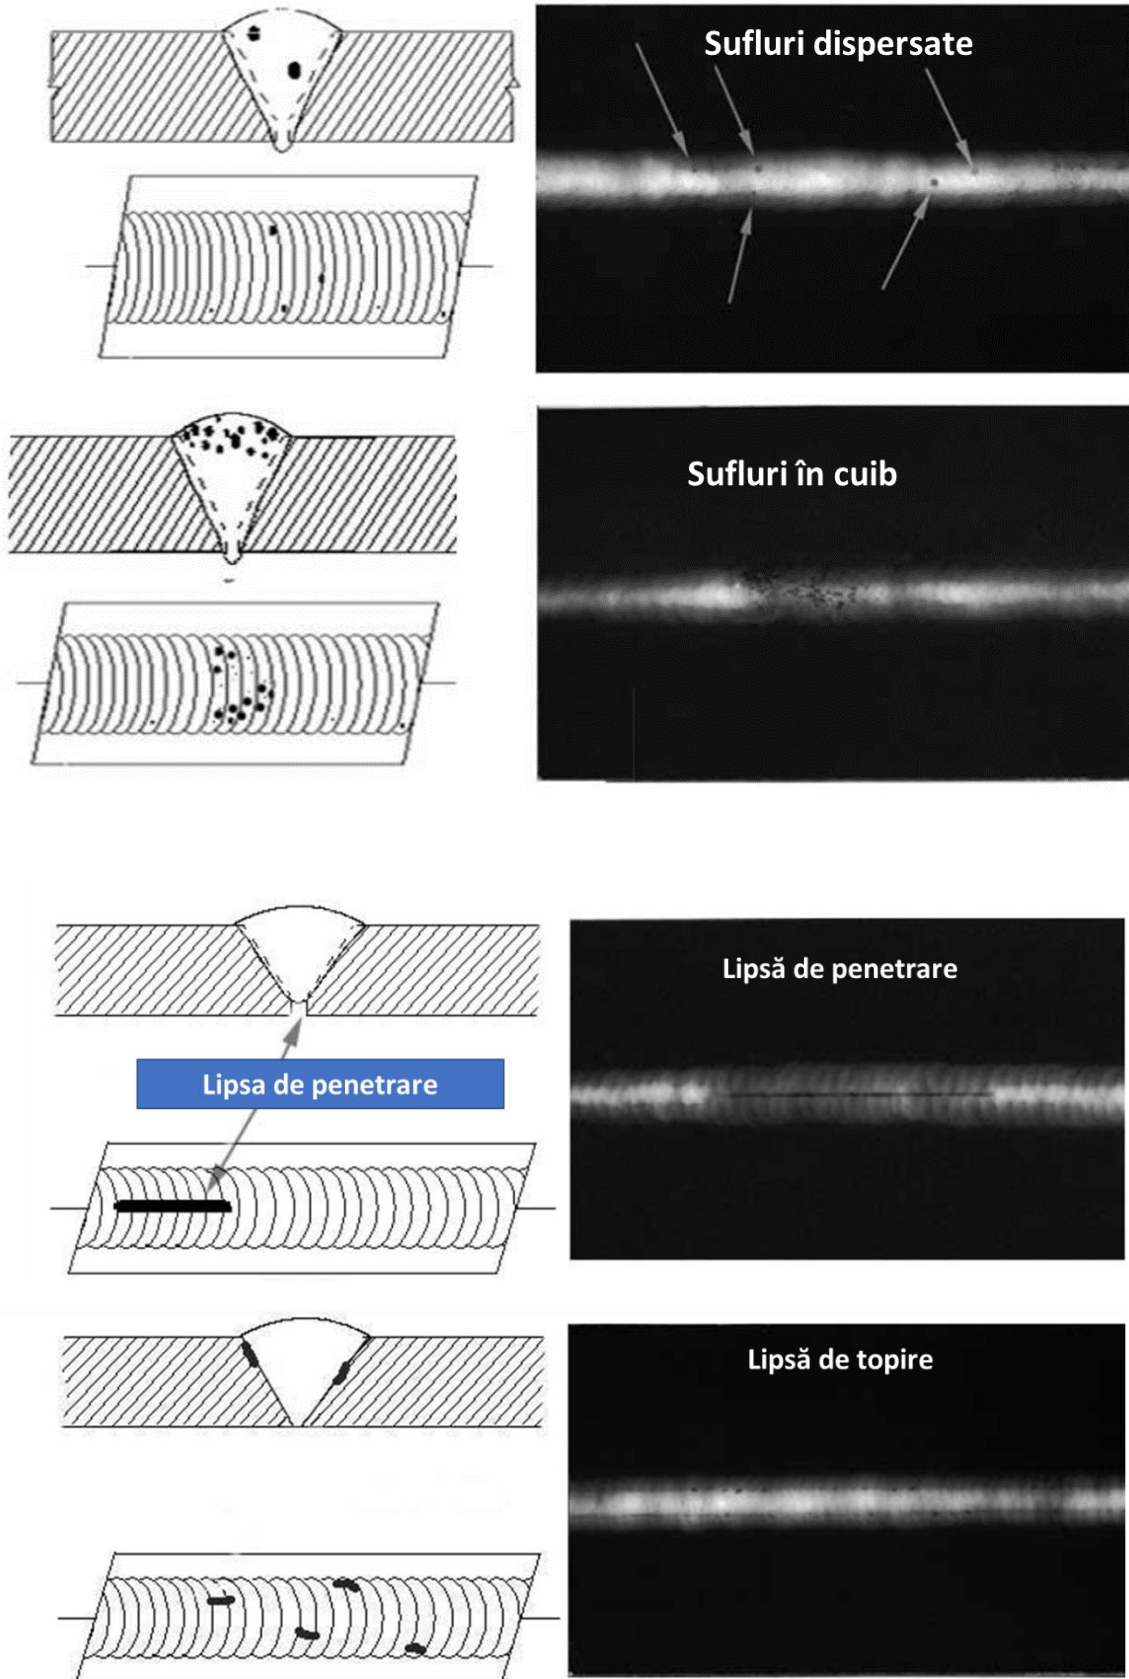 Sufluri dispersate
Sufluri în cuib
Lipsă de penetrare
Lipsa de penetrare
Lipsă de topire